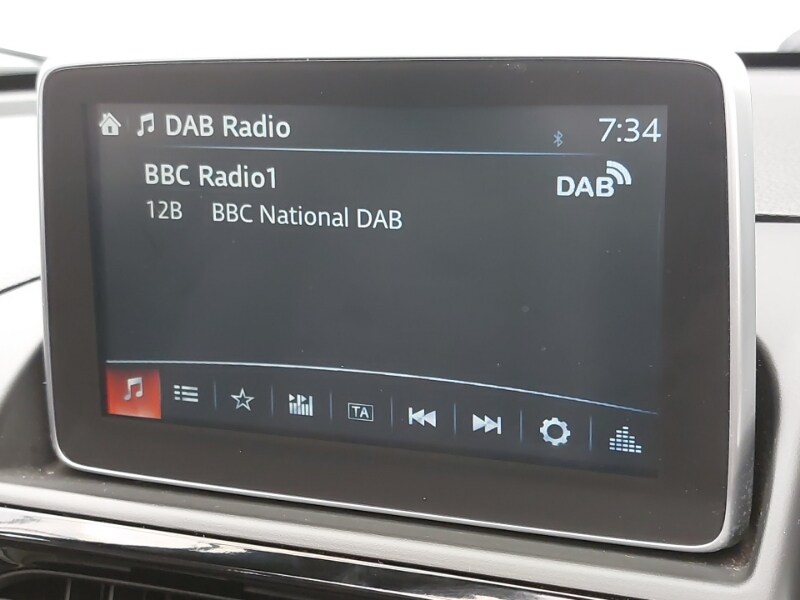 DAB Radio 7:34
BBC Radio1 DAB
12B BBC National DAB
TA